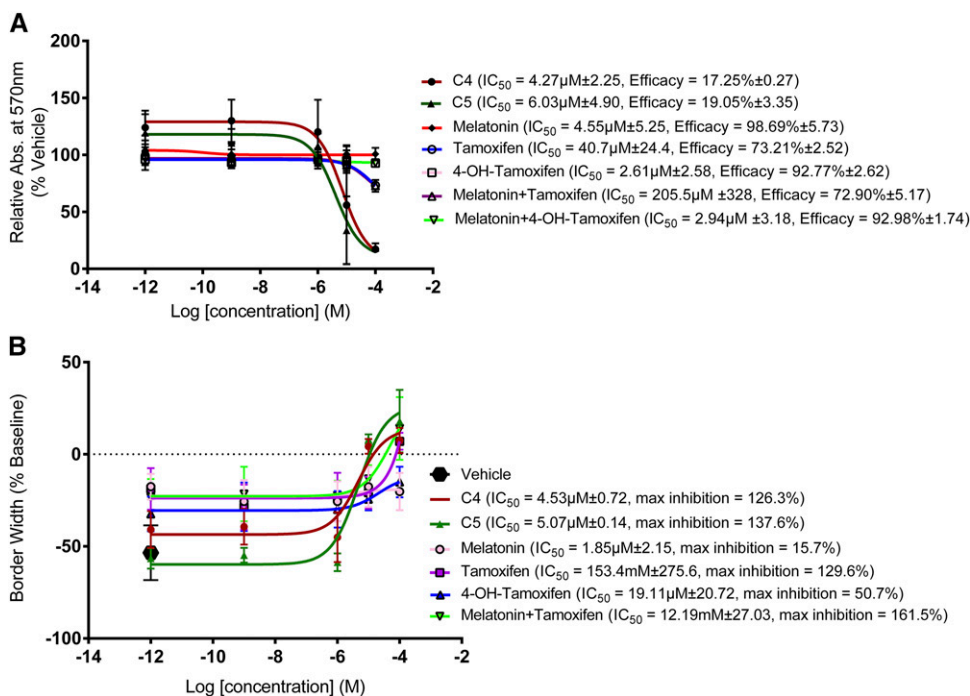 A
200
150
100
50
0
-14 -12 -10 -8 -6 -4 -2
Relative Abs. at 570nm
(% Vehicle)
Log [concentration] (M)
C4 (IC50 = 4.27µM±2.25, Efficacy = 17.25%±0.27)
C5 (IC50 = 6.03µM±4.90, Efficacy = 19.05%±3.35)
Melatonin (IC50 = 4.55µM±5.25, Efficacy = 98.69%±5.73)
Tamoxifen (IC50 = 40.7µM±24.4, Efficacy = 73.21%±2.52)
4-OH-Tamoxifen (IC50 = 2.61µM±2.58, Efficacy = 92.77%±2.62)
Melatonin+Tamoxifen (IC50 = 205.5µM ±328, Efficacy = 72.90%±5.17)
Melatonin+4-OH-Tamoxifen (IC50 = 2.94µM ±3.18, Efficacy = 92.98%±1.74)
B
50
0
-50
-100
-14 -12 -10 -8 -6 -4 -2
Border Width (% Baseline)
Log [concentration] (M)
Vehicle
C4 (IC50 = 4.53µM±0.72, max inhibition = 126.3%)
C5 (IC50 = 5.07µM±0.14, max inhibition = 137.6%)
Melatonin (IC50 = 1.85µM±2.15, max inhibition = 15.7%)
Tamoxifen (IC50 = 153.4mM±275.6, max inhibition = 129.6%)
4-OH-Tamoxifen (IC50 = 19.11µM±20.72, max inhibition = 50.7%)
Melatonin+Tamoxifen (IC50 = 12.19mM±27.03, max inhibition = 161.5%)